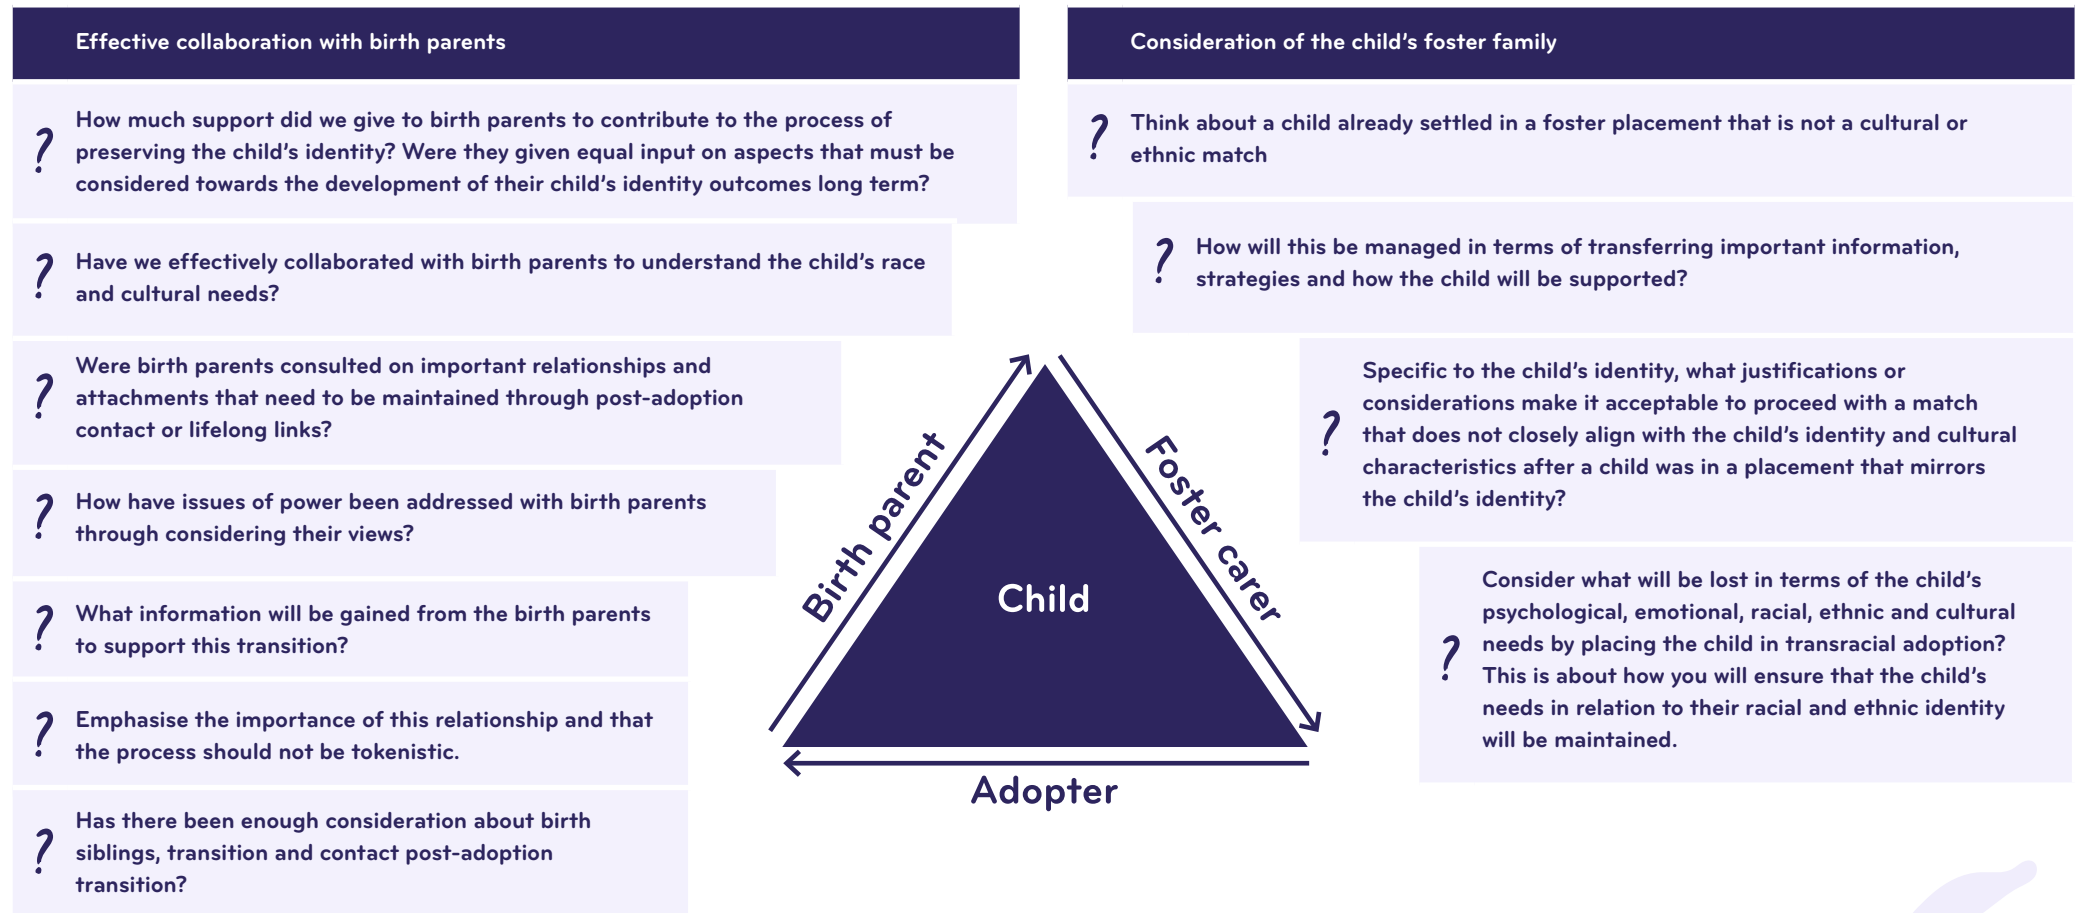 Effective collaboration with birth parents
?
How much support did we give to birth parents to contribute to the process of
preserving the child's identity? Were they given equal input on aspects that must be
considered towards the development of their child's identity outcomes long term?
?
Have we effectively collaborated with birth parents to understand the child's race
and cultural needs?
?
Were birth parents consulted on important relationships and
attachments that need to be maintained through post-adoption
contact or lifelong links?
?
How have issues of power been addressed with birth parents
through considering their views?
?
What information will be gained from the birth parents
to support this transition?
?
Emphasise the importance of this relationship and that
the process should not be tokenistic.
?
Has there been enough consideration about birth
siblings, transition and contact post-adoption
transition?
Birth parent
Child
Foster carer
Adopter
Consideration of the child's foster family
?
Think about a child already settled in a foster placement that is not a cultural or
ethnic match
?
How will this be managed in terms of transferring important information,
strategies and how the child will be supported?
?
Specific to the child's identity, what justifications or
considerations make it acceptable to proceed with a match
that does not closely align with the child's identity and cultural
characteristics after a child was in a placement that mirrors
the child's identity?
?
Consider what will be lost in terms of the child's
psychological, emotional, racial, ethnic and cultural
needs by placing the child in transracial adoption?
This is about how you will ensure that the child's
needs in relation to their racial and ethnic identity
will be maintained.